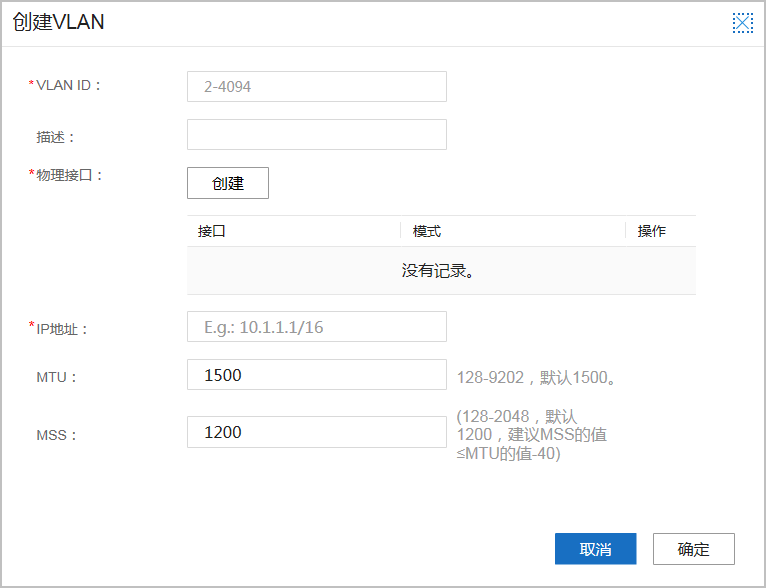 创建VLAN
*VLAN ID：
2-4094
描述：
*物理接口：
创建
接口 模式 操作
没有记录。
*IP地址：
E.g.: 10.1.1.1/16
MTU：
1500
128-9202，默认1500。
MSS：
1200
(128-2048，默认
1200，建议MSS的值
≤MTU的值-40)
取消 确定